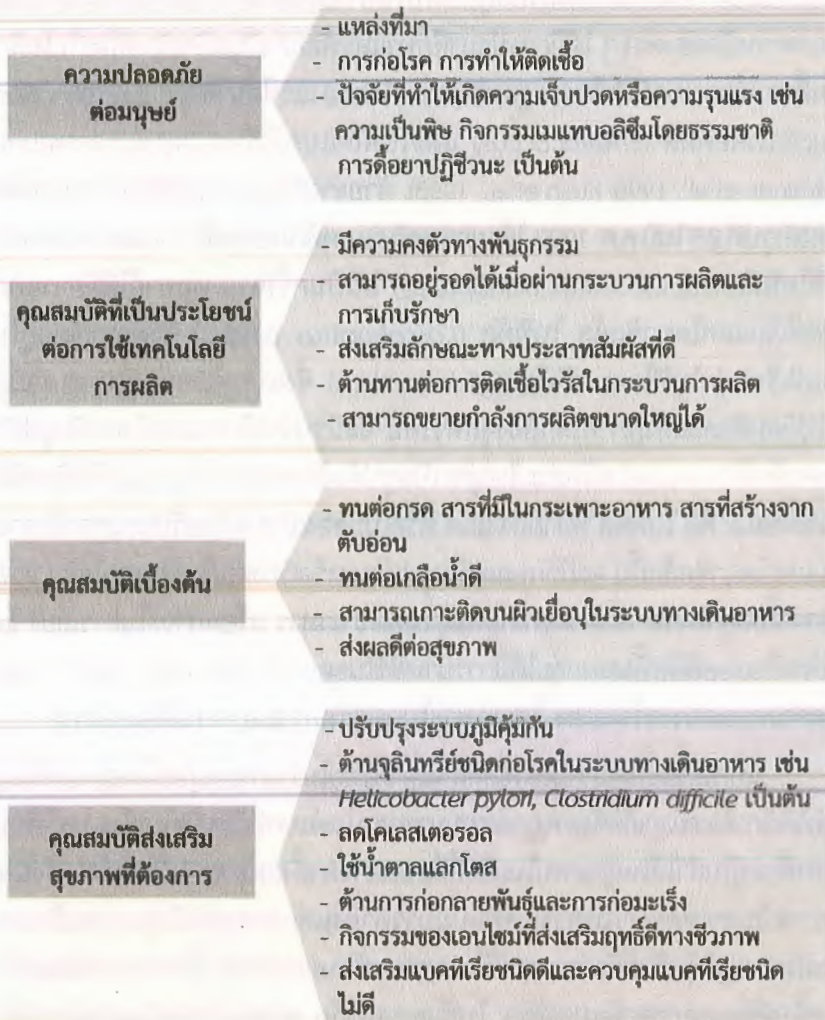 ความปลอดภัย
ต่อมนุษย์
- แหล่งที่มา
- การก่อโรค การทำให้ติดเชื้อ
- ปัจจัยที่ทำให้เกิดความเจ็บปวดหรือความรุนแรง เช่น
ความเป็นพิษ กิจกรรมเมแทบอลิซึมโดยธรรมชาติ
การดื้อยาปฏิชีวนะ เป็นต้น
คุณสมบัติที่เป็นประโยชน์
ต่อการใช้เทคโนโลยี
การผลิต
- มีความคงตัวทางพันธุกรรม
- สามารถอยู่รอดได้เมื่อผ่านกระบวนการผลิตและ
การเก็บรักษา
- ส่งเสริมลักษณะทางประสาทสัมผัสที่ดี
- ต้านทานต่อการติดเชื้อไวรัสในกระบวนการผลิต
- สามารถขยายกำลังการผลิตขนาดใหญ่ได้
คุณสมบัติเบื้องต้น
- ทนต่อกรด สารที่มีในกระเพาะอาหาร สารที่สร้างจาก
ตับอ่อน
- ทนต่อเกลือน้ำดี
- สามารถเกาะติดบนผิวเยื่อบุในระบบทางเดินอาหาร
- ส่งผลดีต่อสุขภาพ
คุณสมบัติส่งเสริม
สุขภาพที่ต้องการ
- ปรับปรุงระบบภูมิคุ้มกัน
- ต้านจุลินทรีย์ชนิดก่อโรคในระบบทางเดินอาหาร เช่น
Helicobacter pylori, Clostridium difficile เป็นต้น
- ลดโคเลสเตอรอล
- ใช้น้ำตาลแลกโตส
- ต้านการก่อกลายพันธุ์และการก่อมะเร็ง
- กิจกรรมของเอนไซม์ที่ส่งเสริมฤทธิ์ดีทางชีวภาพ
- ส่งเสริมแบคทีเรียชนิดดีและควบคุมแบคทีเรียชนิด
ไม่ดี